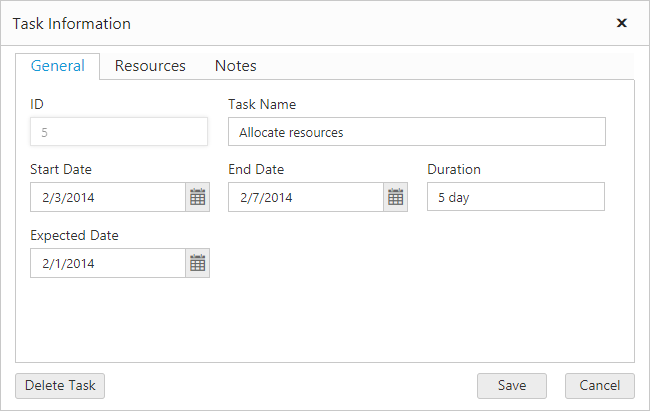 Task Information
General Resources Notes
ID Task Name
5 Allocate resources
Start Date End Date Duration
2/3/2014 2/7/2014 5 day
Expected Date
2/1/2014
Delete Task Save Cancel